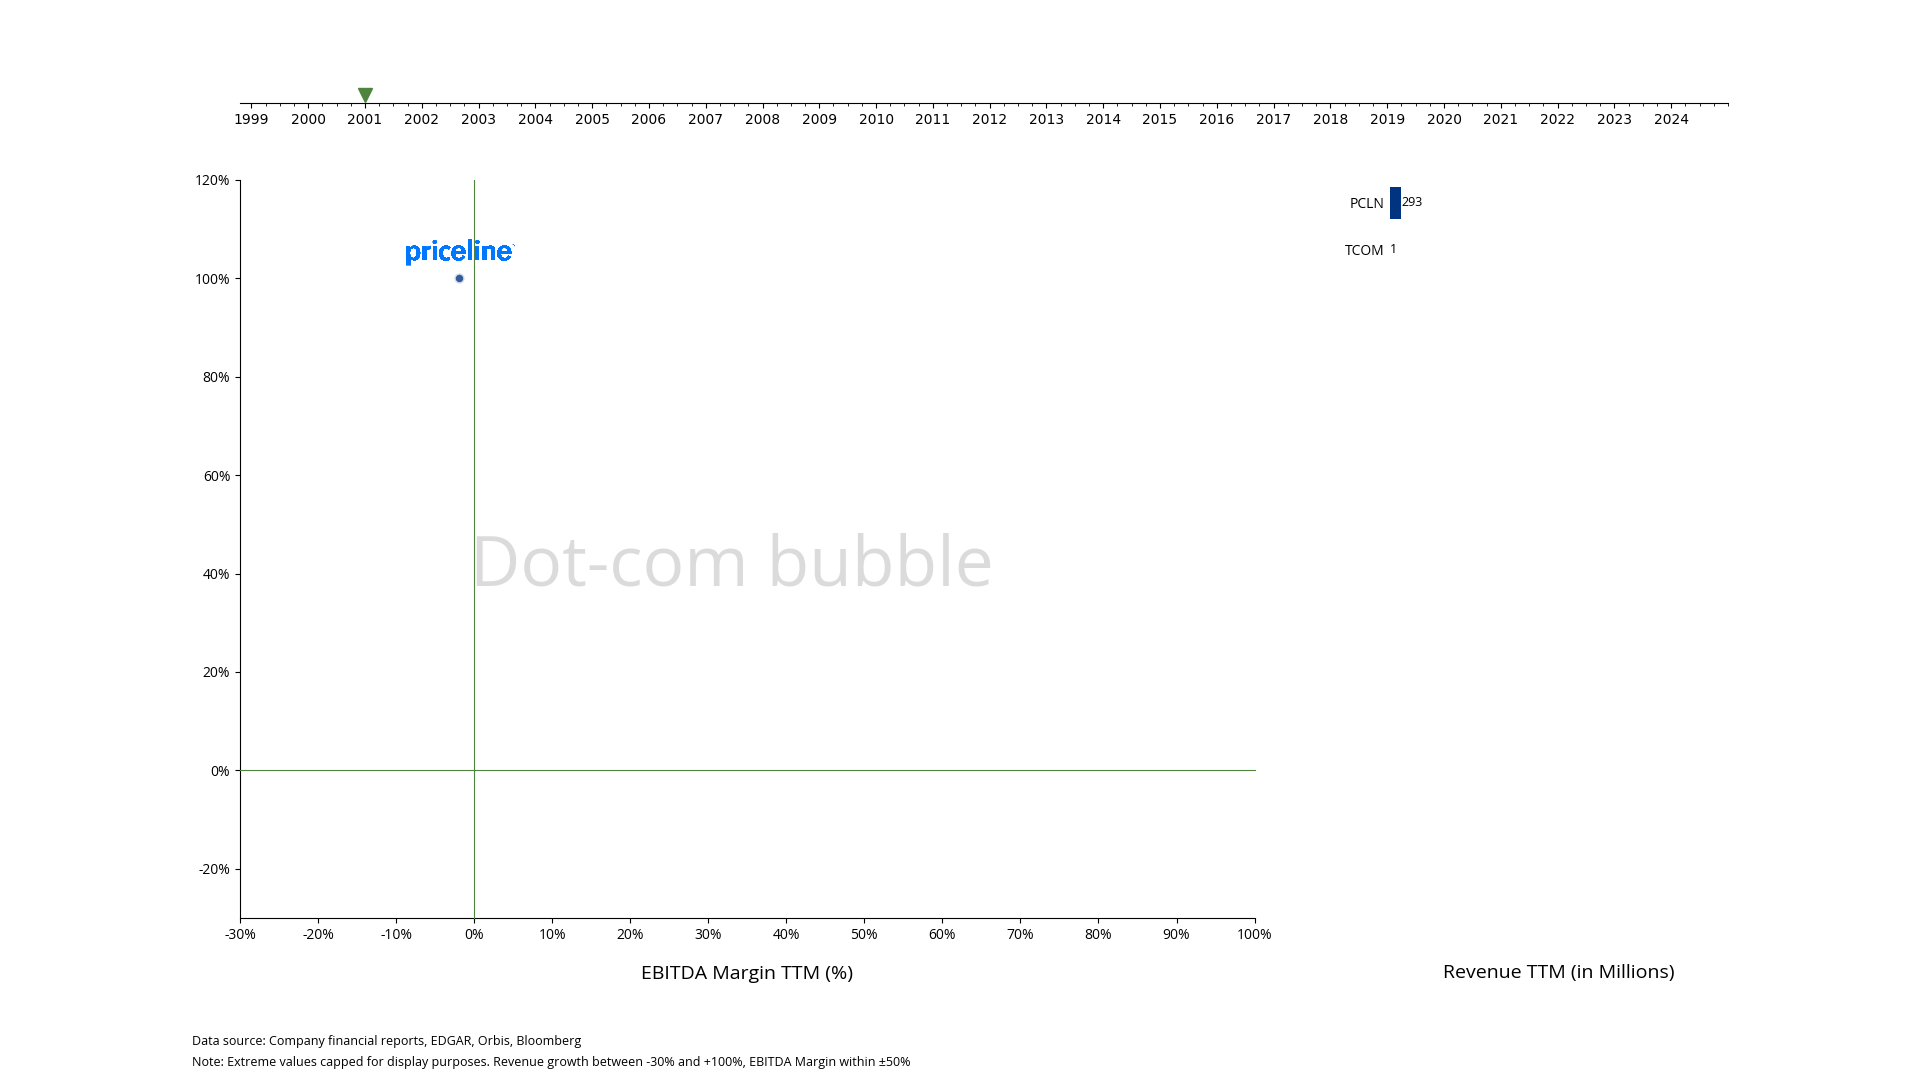 1999 2000 2001 2002 2003 2004 2005 2006 2007 2008 2009 2010 2011 2012 2013 2014 2015 2016 2017 2018 2019 2020 2021 2022 2023 2024
120%
100%
80%
60%
40%
20%
0%
-20%
priceline
Dot-com bubble
-30% -20% -10% 0% 10% 20% 30% 40% 50% 60% 70% 80% 90% 100%
EBITDA Margin TTM (%)
PCLN 293
TCOM 1
Revenue TTM (in Millions)
Data source: Company financial reports, EDGAR, Orbis, Bloomberg
Note: Extreme values capped for display purposes. Revenue growth between -30% and +100%, EBITDA Margin within ±50%